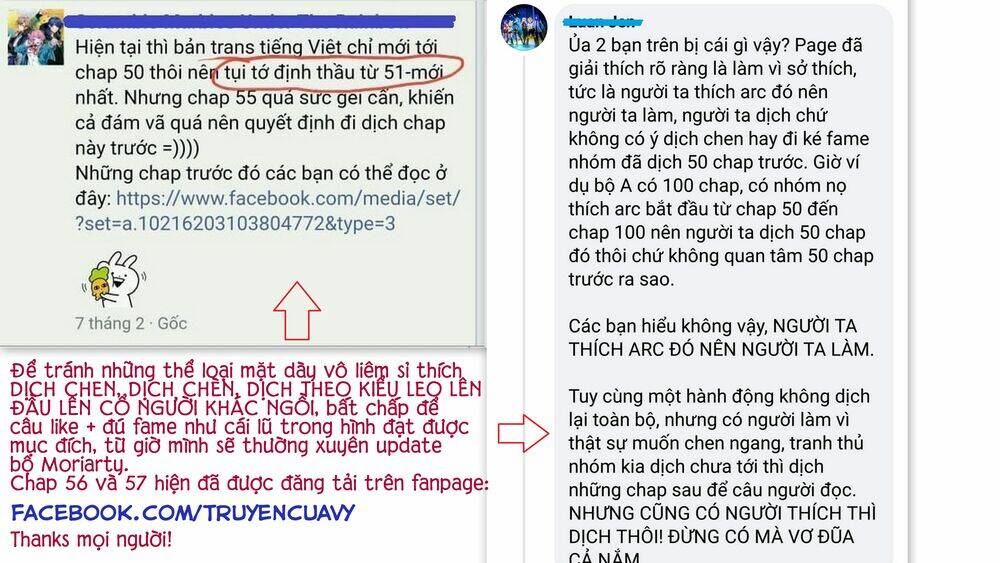 Hiện tại thì bản trans tiếng Việt chỉ mới tới
chap 50 thôi nên tụi tớ định thầu từ 51-mới
nhất. Nhưng chap 55 quá sức gei cấn, khiến
cả đám vã quá nên quyết định đi dịch chap
này trước =))))
Những chap trước đó các bạn có thể đọc ở
đây: https://www.facebook.com/media/set/
?set=a.10216203103804772&type=3
7 tháng 2 · Gốc
Để tránh những thể loại mặt dày vô liêm sỉ thích
DỊCH CHEN, DỊCH CHÈN, DỊCH THEO KIỂU LEO LÊN
ĐẦU LÊN CỔ NGƯỜI KHÁC NGỒI, bất chấp để
câu like + đú fame như cái lũ trong hình đạt được
mục đích, từ giờ mình sẽ thường xuyên update
bộ Moriarty.
Chap 56 và 57 hiện đã được đăng tải trên fanpage:
FACEBOOK.COM/TRUYENCUAVY
Thanks mọi người!
Ủa 2 bạn trên bị cái gì vậy? Page đã
giải thích rõ ràng là làm vì sở thích,
tức là người ta thích arc đó nên
người ta làm, người ta dịch chứ
không có ý dịch chen hay đi ké fame
nhóm đã dịch 50 chap trước. Giờ ví
dụ bộ A có 100 chap, có nhóm nọ
thích arc bắt đầu từ chap 50 đến
chap 100 nên người ta dịch 50 chap
đó thôi chứ không quan tâm 50 chap
trước ra sao.
Các bạn hiểu không vậy, NGƯỜI TA
THÍCH ARC ĐÓ NÊN NGƯỜI TA LÀM.
Tuy cùng một hành động không dịch
lại toàn bộ, nhưng có người làm vì
thật sự muốn chen ngang, tranh thủ
nhóm kia dịch chưa tới thì dịch
những chap sau để câu người đọc.
NHƯNG CŨNG CÓ NGƯỜI THÍCH THÌ
DỊCH THÔI! ĐỪNG CÓ MÀ VƠ ĐŨA
CẢ NẮM